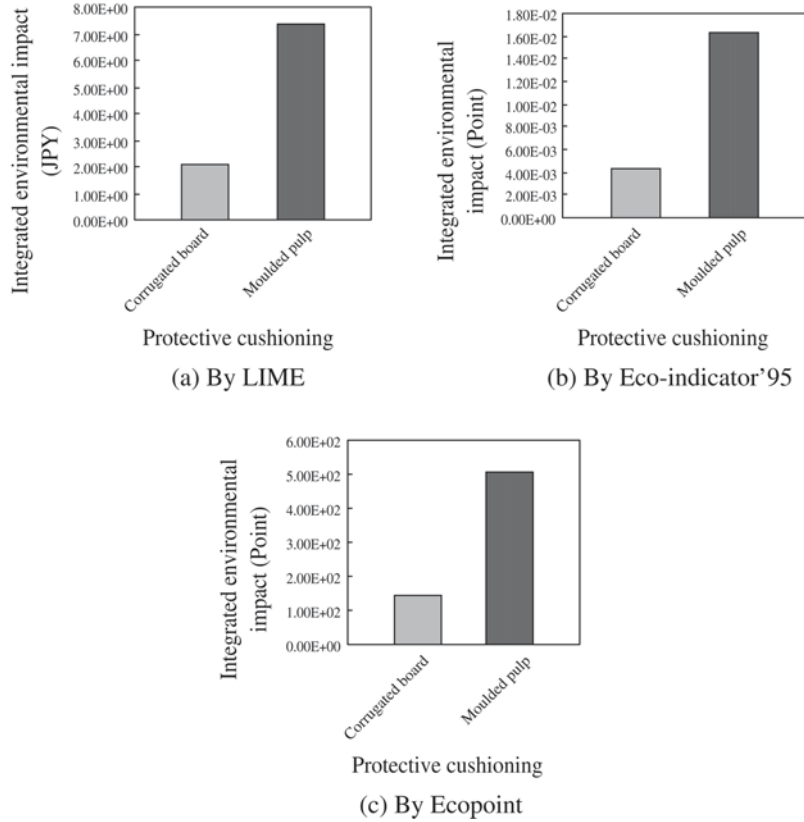 Integrated environmental impact
(JPY)
8.00E+00
7.00E+00
6.00E+00
5.00E+00
4.00E+00
3.00E+00
2.00E+00
1.00E+00
0.00E+00
Corrugated board
Moulded pulp
Protective cushioning
(a) By LIME
Integrated environmental
impact (Point)
1.80E-02
1.60E-02
1.40E-02
1.20E-02
1.00E-02
8.00E-03
6.00E-03
4.00E-03
2.00E-03
0.00E+00
Corrugated board
Moulded pulp
Protective cushioning
(b) By Eco-indicator’95
Integrated environmental
impact (Point)
6.00E+02
5.00E+02
4.00E+02
3.00E+02
2.00E+02
1.00E+02
0.00E+00
Corrugated board
Moulded pulp
Protective cushioning
(c) By Ecopoint